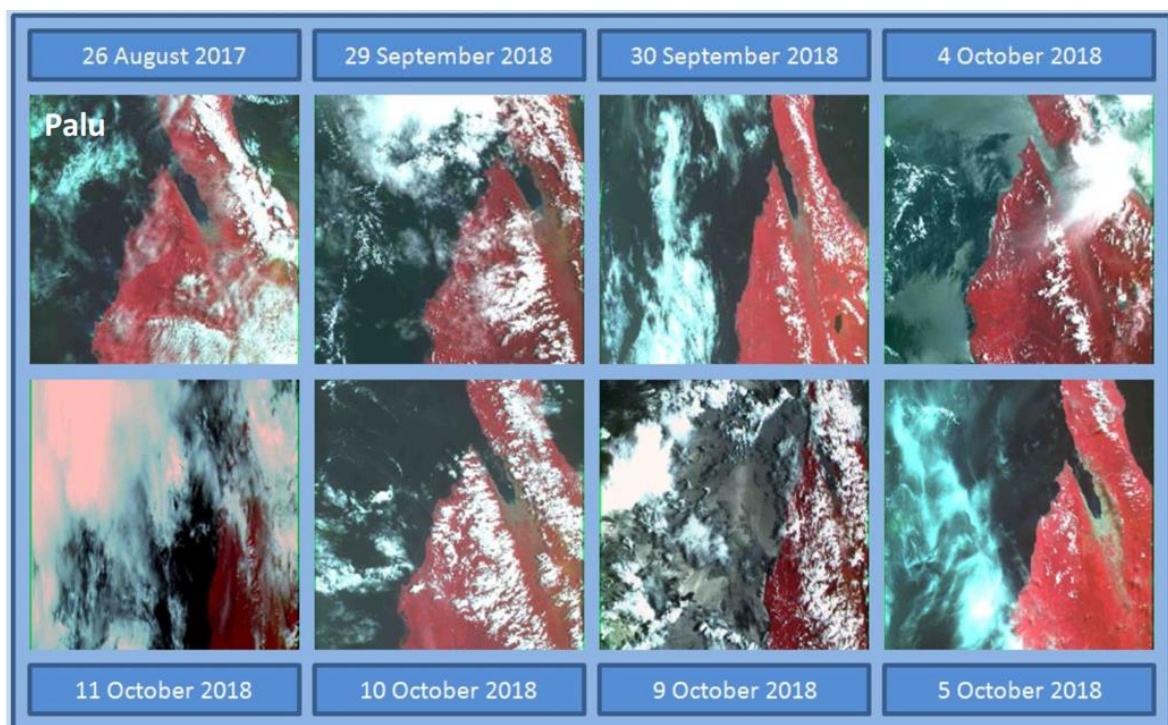 26 August 2017
29 September 2018
30 September 2018
4 October 2018
Palu
11 October 2018
10 October 2018
9 October 2018
5 October 2018